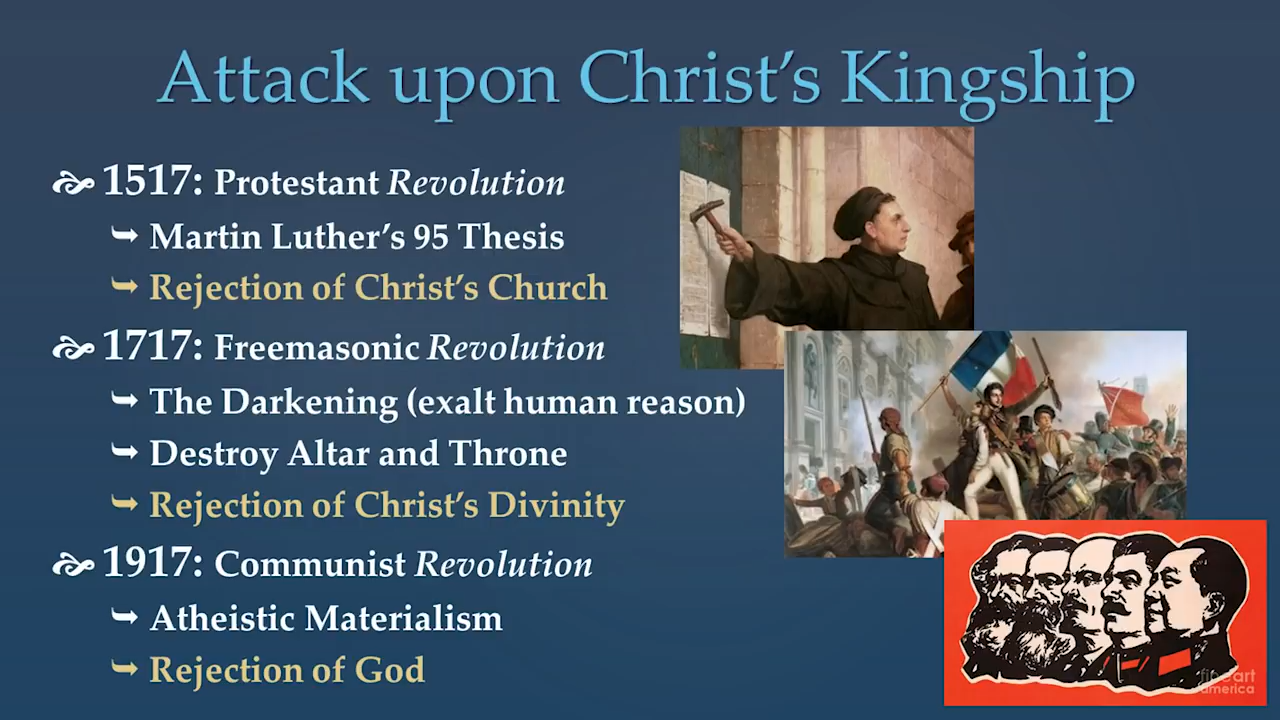 Attack upon Christ's Kingship
1517: Protestant Revolution
Martin Luther's 95 Thesis
Rejection of Christ's Church
1717: Freemasonic Revolution
The Darkening (exalt human reason)
Destroy Altar and Throne
Rejection of Christ's Divinity
1917: Communist Revolution
Atheistic Materialism
Rejection of God
fineart
america